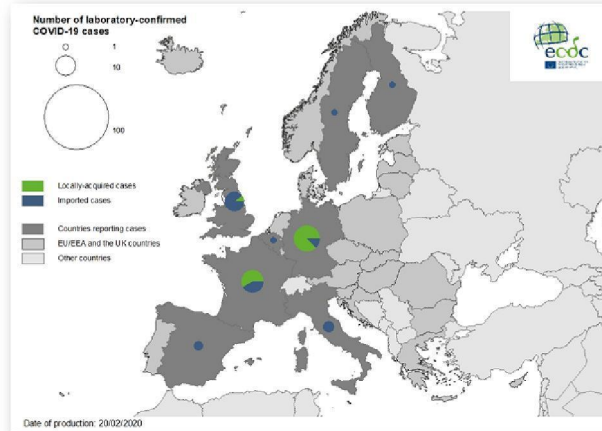 Number of laboratory-confirmed
COVID-19 cases
1
10
100
Locally-acquired cases
Imported cases
Countries reporting cases
EU/EEA and the UK countries
Other countries
ecdc
Date of production: 20/02/2020